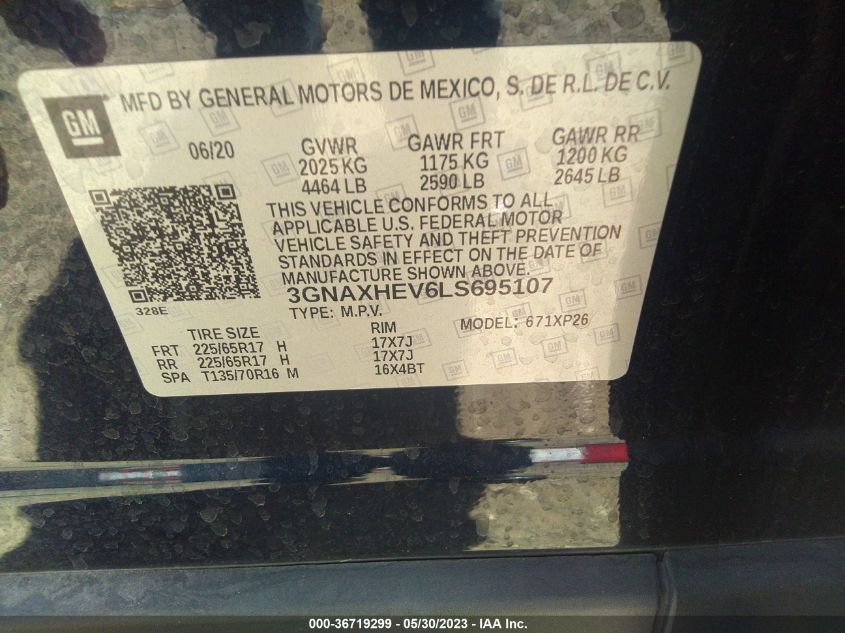 GM
MFD BY GENERAL MOTORS DE MEXICO, S. DE R.L. DE C.V.
06/20
GVWR GAWR FRT GAWR RR
2025 KG 1175 KG 1200 KG
4464 LB 2590 LB 2645 LB
THIS VEHICLE CONFORMS TO ALL
APPLICABLE U.S. FEDERAL MOTOR
VEHICLE SAFETY AND THEFT PREVENTION
STANDARDS IN EFFECT ON THE DATE OF
MANUFACTURE SHOWN ABOVE.
3GNAXHEV6LS695107
328E
TYPE: M.P.V. MODEL: 671XP26
TIRE SIZE RIM
FRT 225/65R17 H 17X7J
RR 225/65R17 H 17X7J
SPA T135/70R16 M 16X4BT
000-36719299 — 05/30/2023 — IAA Inc.